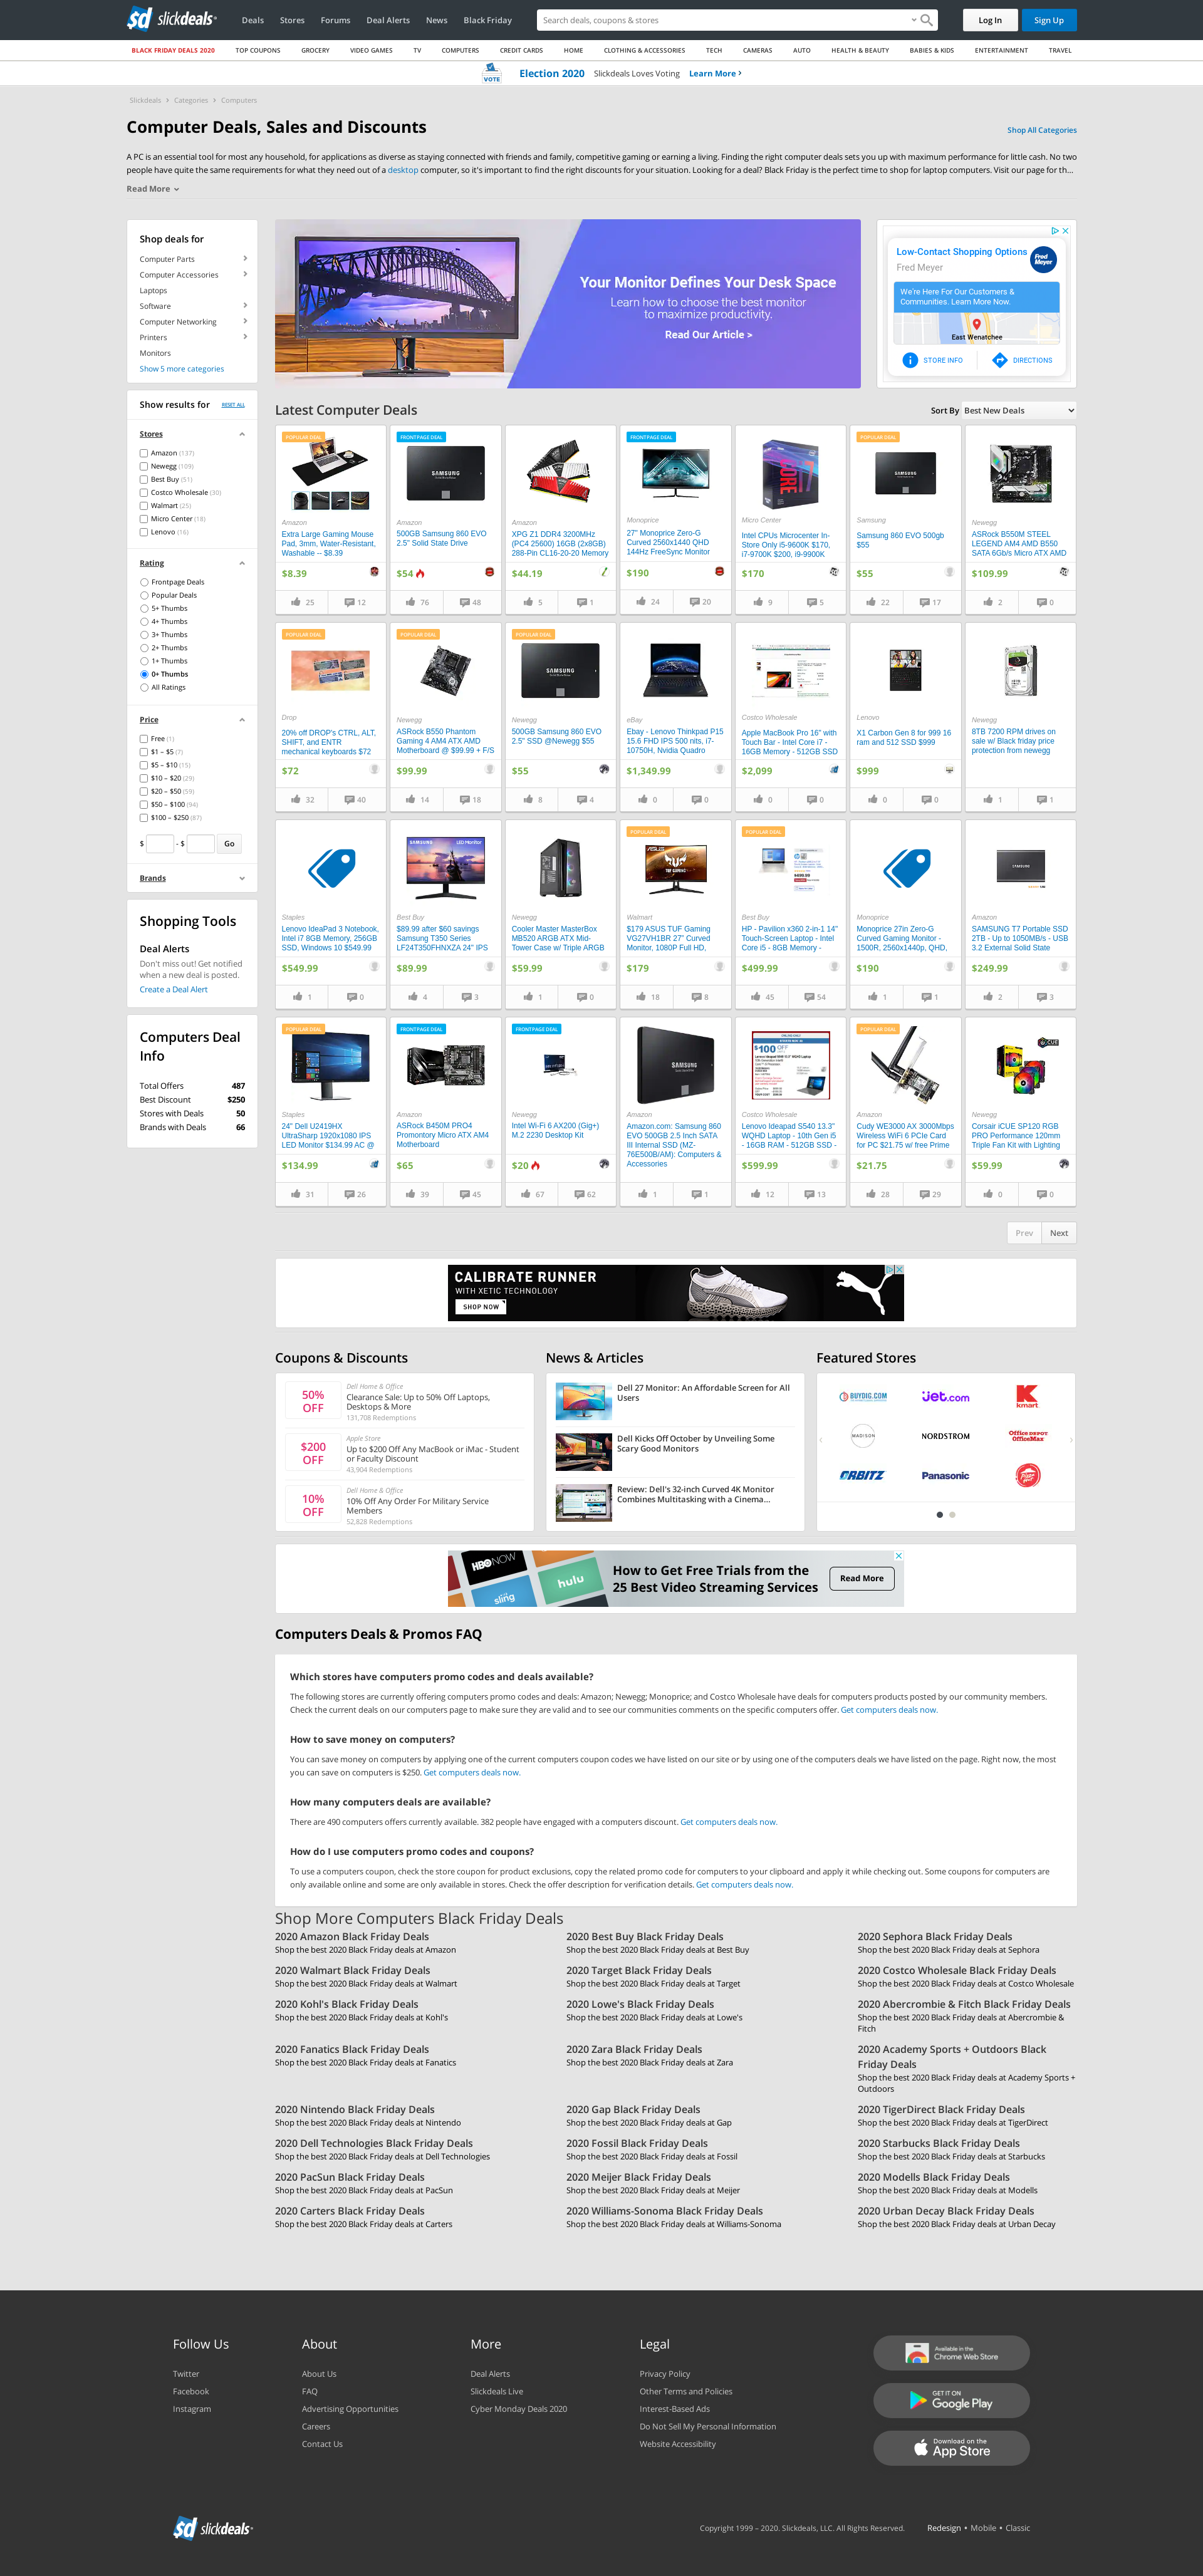 slickdeals
Deals
Stores
Forums
Deal Alerts
News
Black Friday
Search deals, coupons & stores
Log In
Sign Up
BLACK FRIDAY DEALS 2020
TOP COUPONS
GROCERY
VIDEO GAMES
TV
COMPUTERS
CREDIT CARDS
HOME
CLOTHING & ACCESSORIES
TECH
CAMERAS
AUTO
HEALTH & BEAUTY
BABIES & KIDS
ENTERTAINMENT
TRAVEL
VOTE
Election 2020 Slickdeals Loves Voting Learn More
Slickdeals > Categories > Computers
Computer Deals, Sales and Discounts
Shop All Categories
A PC is an essential tool for most any household, for applications as diverse as staying connected with friends and family, competitive gaming or earning a living. Finding the right computer deals sets you up with maximum performance for little cash. No two
people have quite the same requirements for what they need out of a desktop computer, so it's important to find the right discounts for your situation. Looking for a deal? Black Friday is the perfect time to shop for laptop computers. Visit our page for th...
Read More
Shop deals for
Computer Parts
Computer Accessories
Laptops
Software
Computer Networking
Printers
Monitors
Show 5 more categories
Show results for
RESET ALL
Stores
Amazon (137)
Newegg (109)
Best Buy (51)
Costco Wholesale (30)
Walmart (25)
Micro Center (18)
Lenovo (16)
Rating
Frontpage Deals
Popular Deals
5+ Thumbs
4+ Thumbs
3+ Thumbs
2+ Thumbs
1+ Thumbs
0+ Thumbs
All Ratings
Price
Free (1)
$1 – $5 (7)
$5 – $10 (15)
$10 – $20 (29)
$20 – $50 (59)
$50 – $100 (94)
$100 – $250 (87)
$ - $ Go
Brands
Shopping Tools
Deal Alerts
Don't miss out! Get notified
when a new deal is posted.
Create a Deal Alert
Computers Deal
Info
Total Offers 487
Best Discount $250
Stores with Deals 50
Brands with Deals 66
Your Monitor Defines Your Desk Space
Learn how to choose the best monitor
to maximize productivity.
Read Our Article >
Low-Contact Shopping Options
Fred Meyer
We're Here For Our Customers &
Communities. Learn More Now.
East Wenatchee
STORE INFO
DIRECTIONS
Latest Computer Deals
Sort By Best New Deals
POPULAR DEAL
Amazon
Extra Large Gaming Mouse
Pad, 3mm, Water-Resistant,
Washable -- $8.39
$8.39
25 12
FRONTPAGE DEAL
SAMSUNG
Amazon
500GB Samsung 860 EVO
2.5" Solid State Drive
$54
76 48
Amazon
XPG Z1 DDR4 3200MHz
(PC4 25600) 16GB (2x8GB)
288-Pin CL16-20-20 Memory
$44.19
5 1
FRONTPAGE DEAL
Monoprice
27" Monoprice Zero-G
Curved 2560x1440 QHD
144Hz FreeSync Monitor
$190
24 20
Micro Center
Intel CPUs Microcenter In-
Store Only i5-9600K $170,
i7-9700K $200, i9-9900K
$170
9 5
POPULAR DEAL
SAMSUNG
Samsung
Samsung 860 EVO 500gb
$55
$55
22 17
Newegg
ASRock B550M STEEL
LEGEND AM4 AMD B550
SATA 6Gb/s Micro ATX AMD
$109.99
2 0
POPULAR DEAL
Drop
20% off DROP's CTRL, ALT,
SHIFT, and ENTR
mechanical keyboards $72
$72
32 40
POPULAR DEAL
Newegg
ASRock B550 Phantom
Gaming 4 AM4 ATX AMD
Motherboard @ $99.99 + F/S
$99.99
14 18
POPULAR DEAL
SAMSUNG
Newegg
500GB Samsung 860 EVO
2.5" SSD @Newegg $55
$55
8 4
eBay
Ebay - Lenovo Thinkpad P15
15.6 FHD IPS 500 nits, i7-
10750H, Nvidia Quadro
$1,349.99
0 0
Costco Wholesale
Apple MacBook Pro 16" with
Touch Bar - Intel Core i7 -
16GB Memory - 512GB SSD
$2,099
0 0
Lenovo
X1 Carbon Gen 8 for 999 16
ram and 512 SSD $999
$999
0 0
Newegg
8TB 7200 RPM drives on
sale w/ Black friday price
protection from newegg
1 1
Staples
Lenovo IdeaPad 3 Notebook,
Intel i7 8GB Memory, 256GB
SSD, Windows 10 $549.99
$549.99
1 0
SAMSUNG LED Monitor
Best Buy
$89.99 after $60 savings
Samsung T350 Series
LF24T350FHNXZA 24" IPS
$89.99
4 3
Newegg
Cooler Master MasterBox
MB520 ARGB ATX Mid-
Tower Case w/ Triple ARGB
$59.99
1 0
POPULAR DEAL
ASUS
TUF GAMING
Walmart
$179 ASUS TUF Gaming
VG27VH1BR 27" Curved
Monitor, 1080P Full HD,
$179
18 8
POPULAR DEAL
$499.99
Best Buy
HP - Pavilion x360 2-in-1 14"
Touch-Screen Laptop - Intel
Core i5 - 8GB Memory -
$499.99
45 54
Monoprice
Monoprice 27in Zero-G
Curved Gaming Monitor -
1500R, 2560x1440p, QHD,
$190
1 1
Amazon
SAMSUNG T7 Portable SSD
2TB - Up to 1050MB/s - USB
3.2 External Solid State
$249.99
2 3
POPULAR DEAL
Staples
24" Dell U2419HX
UltraSharp 1920x1080 IPS
LED Monitor $134.99 AC @
$134.99
31 26
FRONTPAGE DEAL
Amazon
ASRock B450M PRO4
Promontory Micro ATX AM4
Motherboard
$65
39 45
FRONTPAGE DEAL
Newegg
Intel Wi-Fi 6 AX200 (Gig+)
M.2 2230 Desktop Kit
$20
67 62
SAMSUNG
Amazon
Amazon.com: Samsung 860
EVO 500GB 2.5 Inch SATA
III Internal SSD (MZ-
76E500B/AM): Computers &
Accessories
1 1
$100 OFF
Costco Wholesale
Lenovo Ideapad S540 13.3"
WQHD Laptop - 10th Gen i5
- 16GB RAM - 512GB SSD -
$599.99
12 13
POPULAR DEAL
Amazon
Cudy WE3000 AX 3000Mbps
Wireless WiFi 6 PCIe Card
for PC $21.75 w/ free Prime
$21.75
28 29
Newegg
Corsair iCUE SP120 RGB
PRO Performance 120mm
Triple Fan Kit with Lighting
$59.99
0 0
Prev Next
CALIBRATE RUNNER
WITH XETIC TECHNOLOGY
SHOP NOW
Coupons & Discounts
50%
OFF
Dell Home & Office
Clearance Sale: Up to 50% Off Laptops,
Desktops & More
131,708 Redemptions
$200
OFF
Apple Store
Up to $200 Off Any MacBook or iMac - Student
or Faculty Discount
43,904 Redemptions
10%
OFF
Dell Home & Office
10% Off Any Order For Military Service
Members
52,828 Redemptions
News & Articles
Dell 27 Monitor: An Affordable Screen for All
Users
Dell Kicks Off October by Unveiling Some
Scary Good Monitors
Review: Dell's 32-inch Curved 4K Monitor
Combines Multitasking with a Cinema...
Featured Stores
BUYDIG.COM
jet.com
kmart
MADISON
NORDSTROM
Office DEPOT
OfficeMax
ORBITZ
Panasonic
HBO NOW
hulu
sling
How to Get Free Trials from the
25 Best Video Streaming Services
Read More
Computers Deals & Promos FAQ
Which stores have computers promo codes and deals available?
The following stores are currently offering computers promo codes and deals: Amazon; Newegg; Monoprice; and Costco Wholesale have deals for computers products posted by our community members.
Check the current deals on our computers page to make sure they are valid and to see our communities comments on the specific computers offer. Get computers deals now.
How to save money on computers?
You can save money on computers by applying one of the current computers coupon codes we have listed on our site or by using one of the computers deals we have listed on the page. Right now, the most
you can save on computers is $250. Get computers deals now.
How many computers deals are available?
There are 490 computers offers currently available. 382 people have engaged with a computers discount. Get computers deals now.
How do I use computers promo codes and coupons?
To use a computers coupon, check the store coupon for product exclusions, copy the related promo code for computers to your clipboard and apply it while checking out. Some coupons for computers are
only available online and some are only available in stores. Check the offer description for verification details. Get computers deals now.
Shop More Computers Black Friday Deals
2020 Amazon Black Friday Deals
Shop the best 2020 Black Friday deals at Amazon
2020 Best Buy Black Friday Deals
Shop the best 2020 Black Friday deals at Best Buy
2020 Sephora Black Friday Deals
Shop the best 2020 Black Friday deals at Sephora
2020 Walmart Black Friday Deals
Shop the best 2020 Black Friday deals at Walmart
2020 Target Black Friday Deals
Shop the best 2020 Black Friday deals at Target
2020 Costco Wholesale Black Friday Deals
Shop the best 2020 Black Friday deals at Costco Wholesale
2020 Kohl's Black Friday Deals
Shop the best 2020 Black Friday deals at Kohl's
2020 Lowe's Black Friday Deals
Shop the best 2020 Black Friday deals at Lowe's
2020 Abercrombie & Fitch Black Friday Deals
Shop the best 2020 Black Friday deals at Abercrombie &
Fitch
2020 Fanatics Black Friday Deals
Shop the best 2020 Black Friday deals at Fanatics
2020 Zara Black Friday Deals
Shop the best 2020 Black Friday deals at Zara
2020 Academy Sports + Outdoors Black
Friday Deals
Shop the best 2020 Black Friday deals at Academy Sports +
Outdoors
2020 Nintendo Black Friday Deals
Shop the best 2020 Black Friday deals at Nintendo
2020 Gap Black Friday Deals
Shop the best 2020 Black Friday deals at Gap
2020 TigerDirect Black Friday Deals
Shop the best 2020 Black Friday deals at TigerDirect
2020 Dell Technologies Black Friday Deals
Shop the best 2020 Black Friday deals at Dell Technologies
2020 Fossil Black Friday Deals
Shop the best 2020 Black Friday deals at Fossil
2020 Starbucks Black Friday Deals
Shop the best 2020 Black Friday deals at Starbucks
2020 PacSun Black Friday Deals
Shop the best 2020 Black Friday deals at PacSun
2020 Meijer Black Friday Deals
Shop the best 2020 Black Friday deals at Meijer
2020 Modells Black Friday Deals
Shop the best 2020 Black Friday deals at Modells
2020 Carters Black Friday Deals
Shop the best 2020 Black Friday deals at Carters
2020 Williams-Sonoma Black Friday Deals
Shop the best 2020 Black Friday deals at Williams-Sonoma
2020 Urban Decay Black Friday Deals
Shop the best 2020 Black Friday deals at Urban Decay
Follow Us
Twitter
Facebook
Instagram
About
About Us
FAQ
Advertising Opportunities
Careers
Contact Us
More
Deal Alerts
Slickdeals Live
Cyber Monday Deals 2020
Legal
Privacy Policy
Other Terms and Policies
Interest-Based Ads
Do Not Sell My Personal Information
Website Accessibility
Available in the
Chrome Web Store
GET IT ON
Google Play
Download on the
App Store
slickdeals
Copyright 1999 – 2020. Slickdeals, LLC. All Rights Reserved.
Redesign • Mobile • Classic